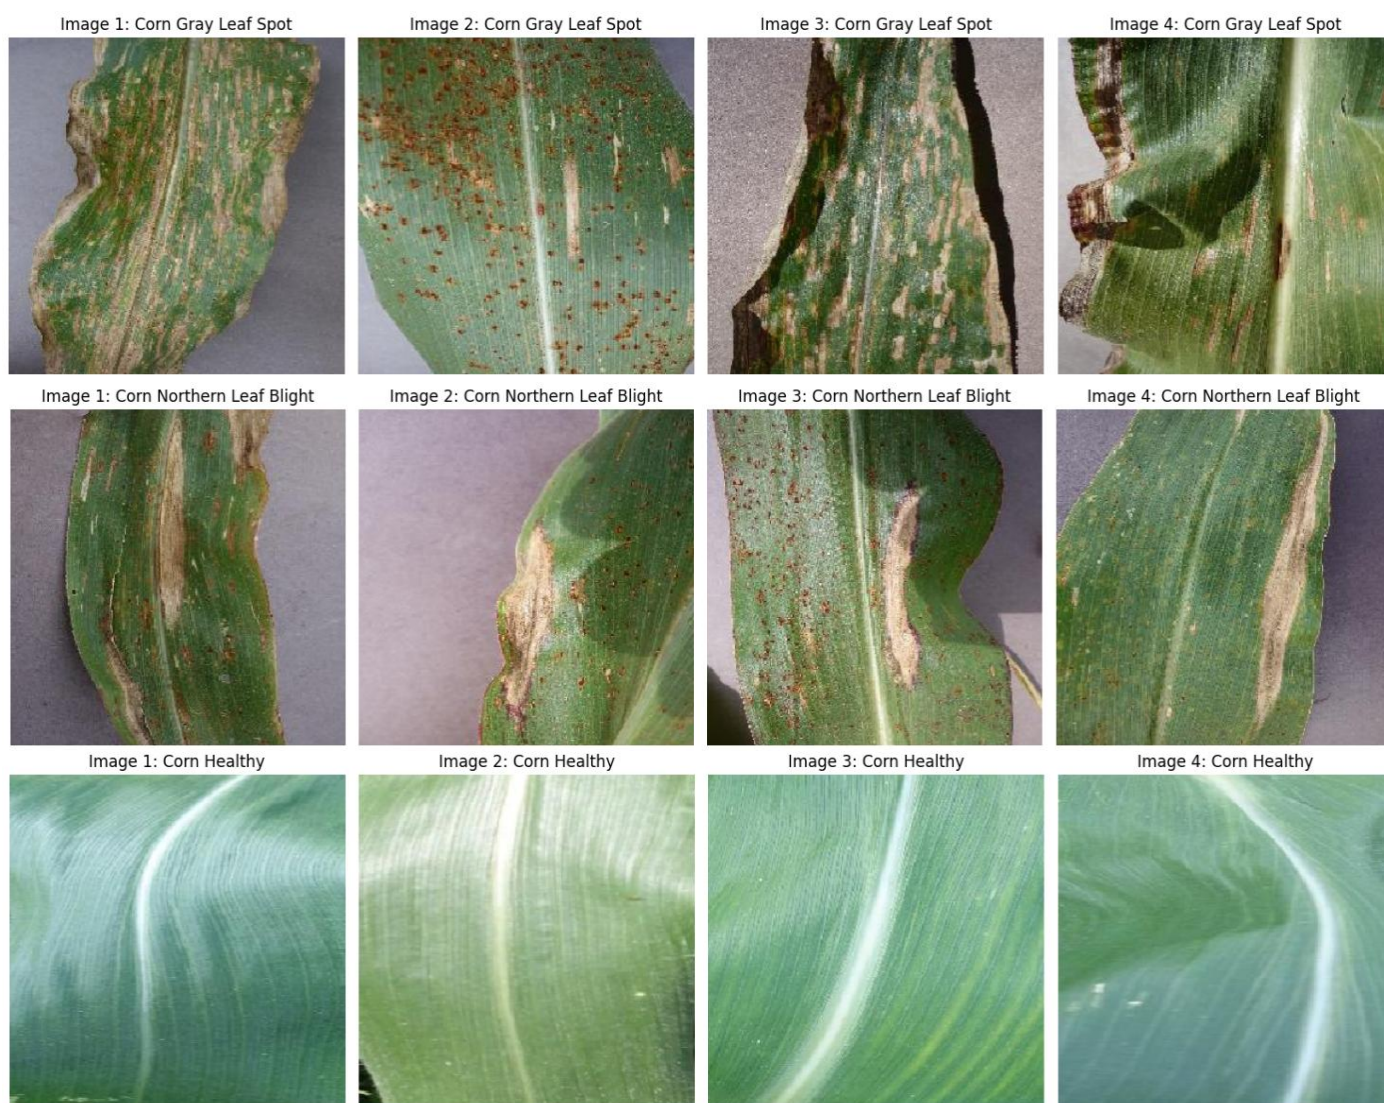 Image 1: Corn Gray Leaf Spot
Image 2: Corn Gray Leaf Spot
Image 3: Corn Gray Leaf Spot
Image 4: Corn Gray Leaf Spot
Image 1: Corn Northern Leaf Blight
Image 2: Corn Northern Leaf Blight
Image 3: Corn Northern Leaf Blight
Image 4: Corn Northern Leaf Blight
Image 1: Corn Healthy
Image 2: Corn Healthy
Image 3: Corn Healthy
Image 4: Corn Healthy